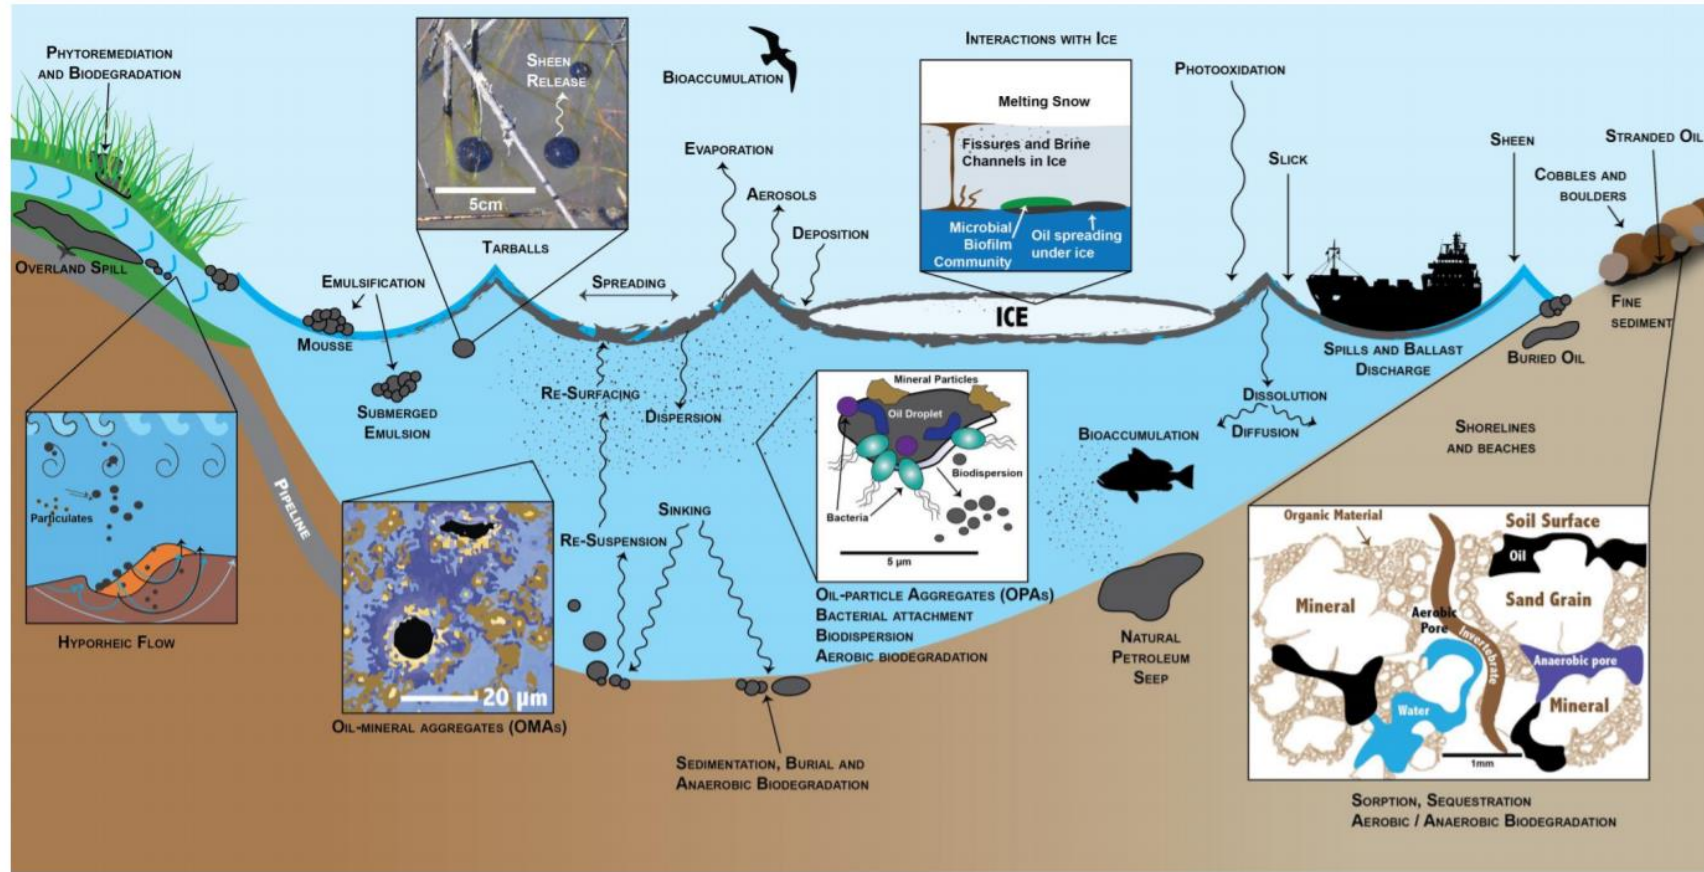 Phytoremediation
and Biodegradation
Overland Spill
Pipeline
Particulates
Hyporheic Flow
Emulsification
Mousse
Submerged
Emulsion
Sheen
Release
5cm
Tarballs
Spreading
Bioaccumulation
Evaporation
Aerosols
Deposition
Re-Surfacing
Dispersion
Re-Suspension
Sinking
20 µm
Oil-mineral aggregates (OMAs)
Sedimentation, Burial and
Anaerobic Biodegradation
Interactions with Ice
Melting Snow
Fissures and Brine
Channels in Ice
Microbial
Biofilm
Community
Oil spreading
under ice
ICE
Mineral Particles
Oil Droplet
Biodispersion
Bacteria
5 µm
Oil-particle Aggregates (OPAs)
Bacterial attachment
Biodispersion
Aerobic biodegradation
Photooxidation
Slick
Sheen
Stranded Oil
Cobbles and
boulders
Fine
sediment
Buried Oil
Spills and Ballast
Discharge
Dissolution
Diffusion
Bioaccumulation
Shorelines
and beaches
Natural
Petroleum
Seep
Organic Material
Soil Surface
Oil
Mineral
Sand Grain
Aerobic
Pore
Invertebrate
Anaerobic pore
Water
Mineral
1mm
Sorption, Sequestration
Aerobic / Anaerobic Biodegradation